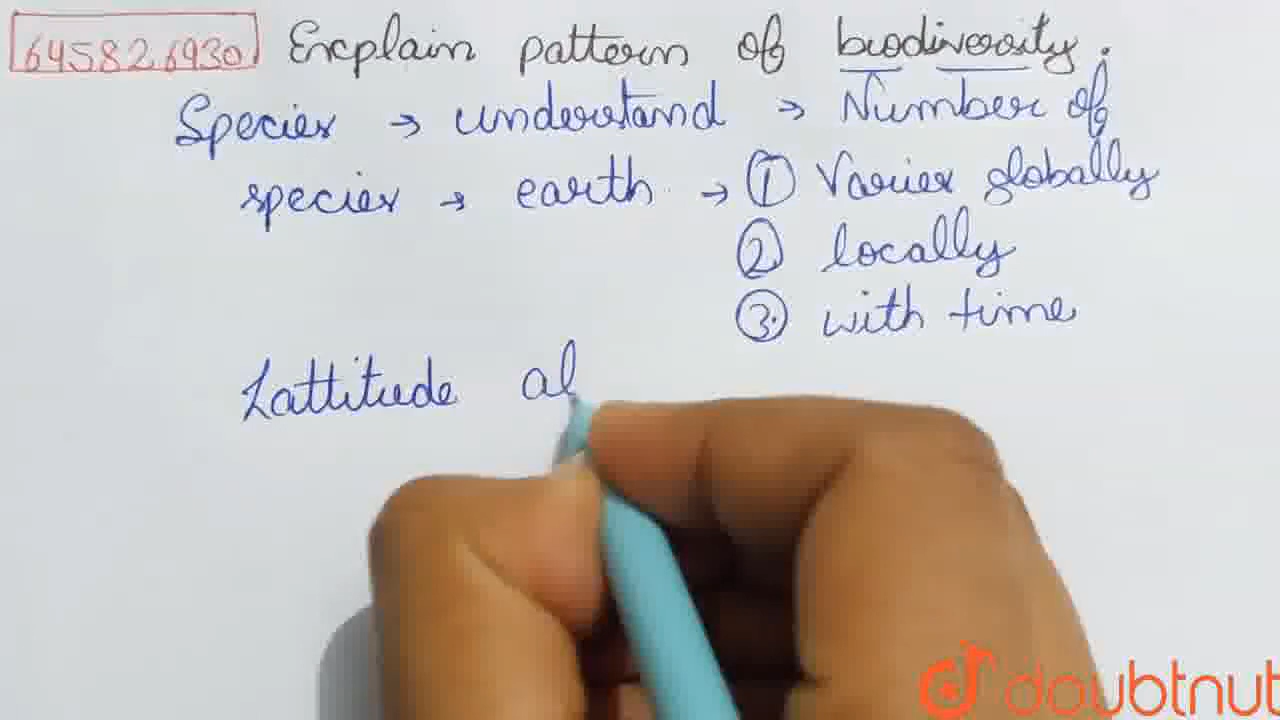 645826930 Explain pattern of biodiversity.
Species → understand → Number of
species → earth → ① Varies globally
② locally
③ with time
Lattitude al
doubtnut